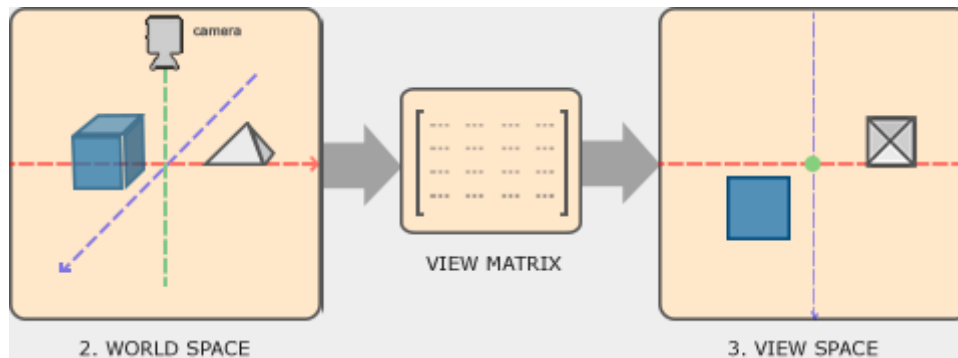 camera
VIEW MATRIX
2. WORLD SPACE
3. VIEW SPACE